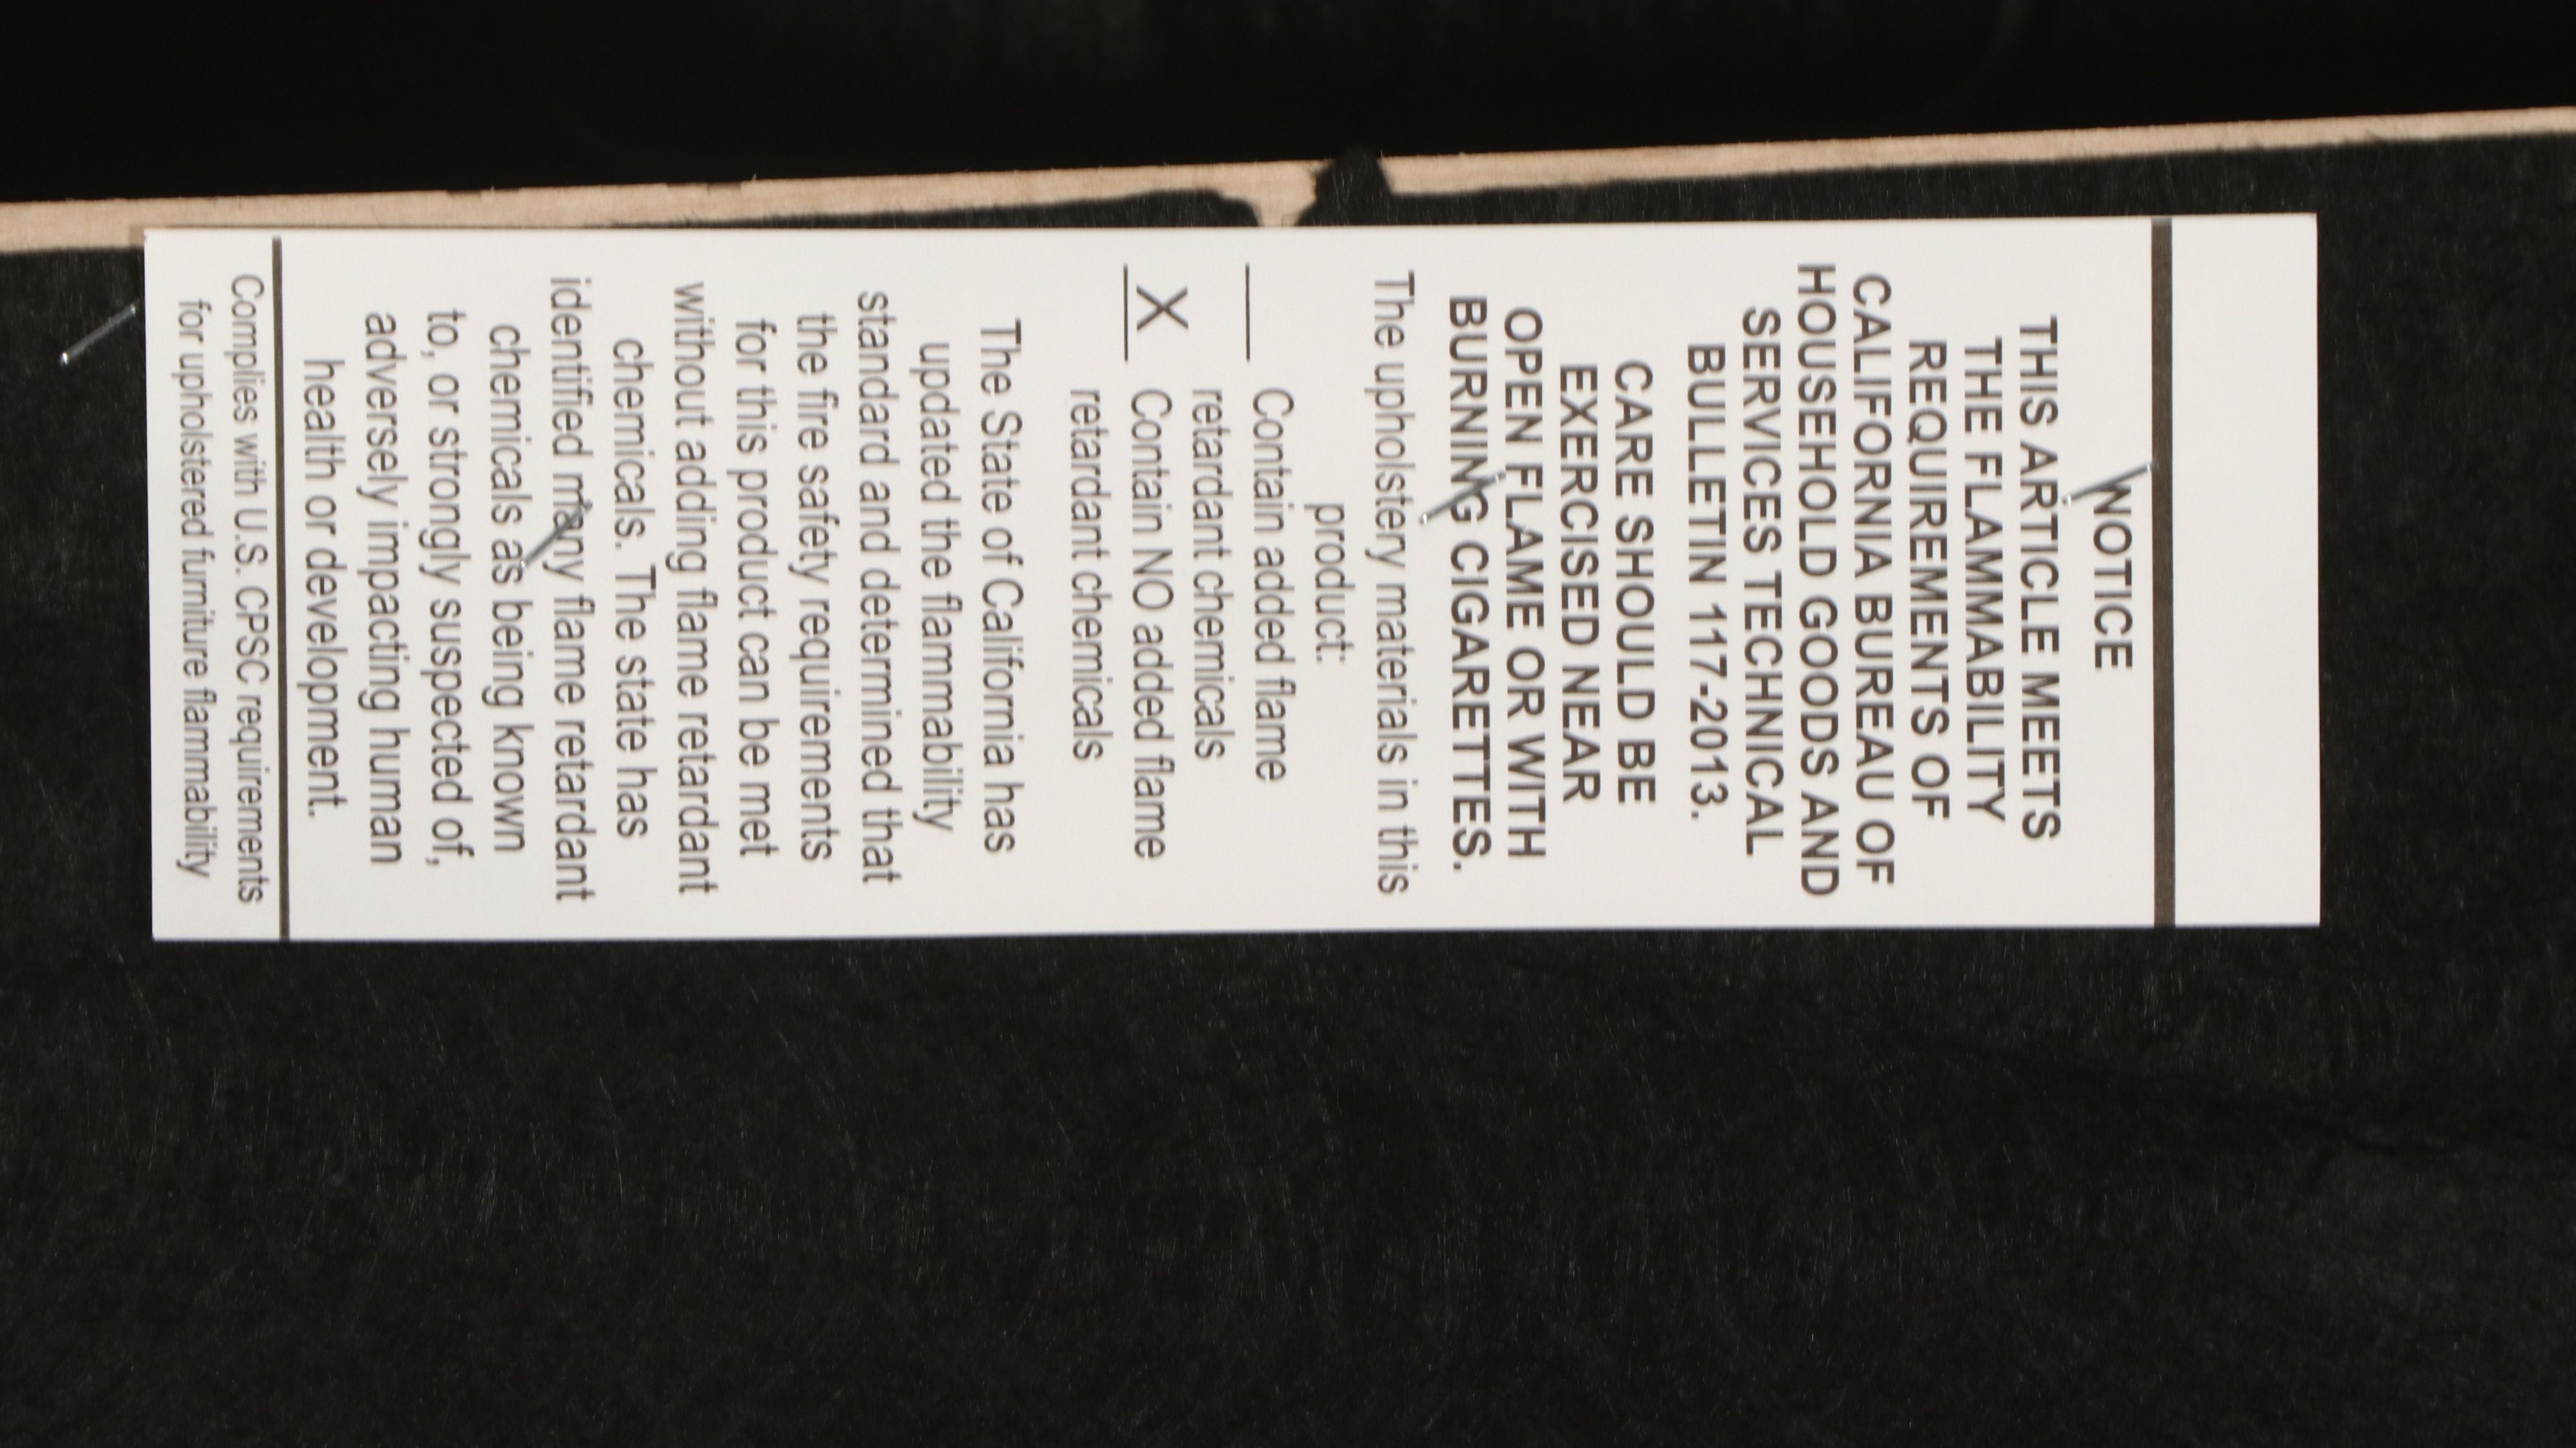 NOTICE
THIS ARTICLE MEETS
THE FLAMMABILITY
REQUIREMENTS OF
CALIFORNIA BUREAU OF
HOUSEHOLD GOODS AND
SERVICES TECHNICAL
BULLETIN 117-2013.
CARE SHOULD BE
EXERCISED NEAR
OPEN FLAME OR WITH
BURNING CIGARETTES.
The upholstery materials in this
product:
___ Contain added flame
retardant chemicals
X Contain NO added flame
retardant chemicals
The State of California has
updated the flammability
standard and determined that
the fire safety requirements
for this product can be met
without adding flame retardant
chemicals. The state has
identified many flame retardant
chemicals as being known
to, or strongly suspected of,
adversely impacting human
health or development.
Complies with U.S. CPSC requirements
for upholstered furniture flammability